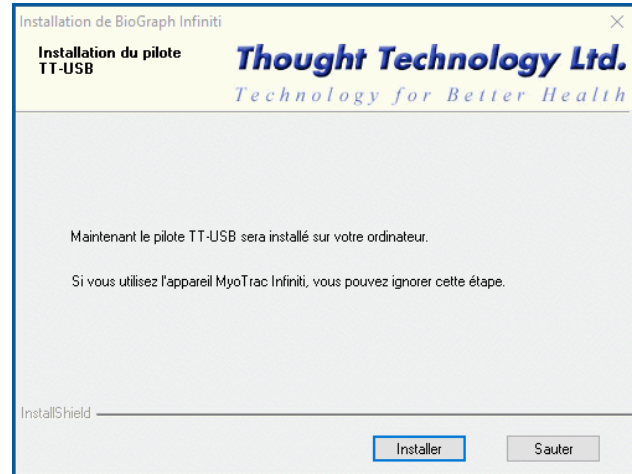 Installation de BioGraph Infiniti
Installation du pilote
TT-USB
Thought Technology Ltd.
Technology for Better Health
Maintenant le pilote TT-USB sera installé sur votre ordinateur.
Si vous utilisez l'appareil MyoTrac Infiniti, vous pouvez ignorer cette étape.
InstallShield
Installer
Sauter